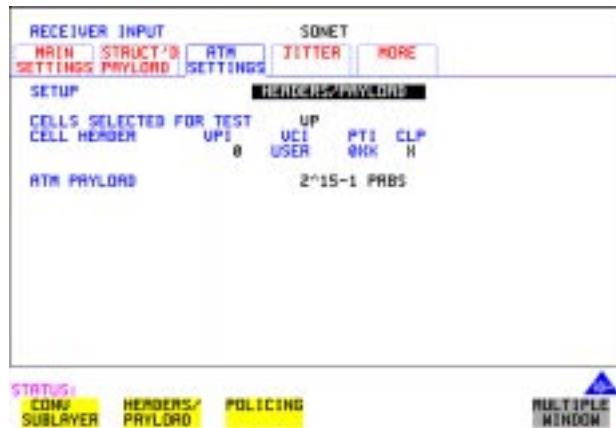 RECEIVER INPUT SONET
MAIN SETTINGS STRUCT'D PAYLOAD ATM SETTINGS JITTER MORE
SETUP HEADERS/PAYLOAD
CELLS SELECTED FOR TEST UP
CELL HEADER VPI VCI PTI CLP
0 USER 0XX X
ATM PAYLOAD 2^15-1 PRBS
STATUS:
CONV SUBLAYER HEADERS/ PAYLOAD POLICING MULTIPLE WINDOW